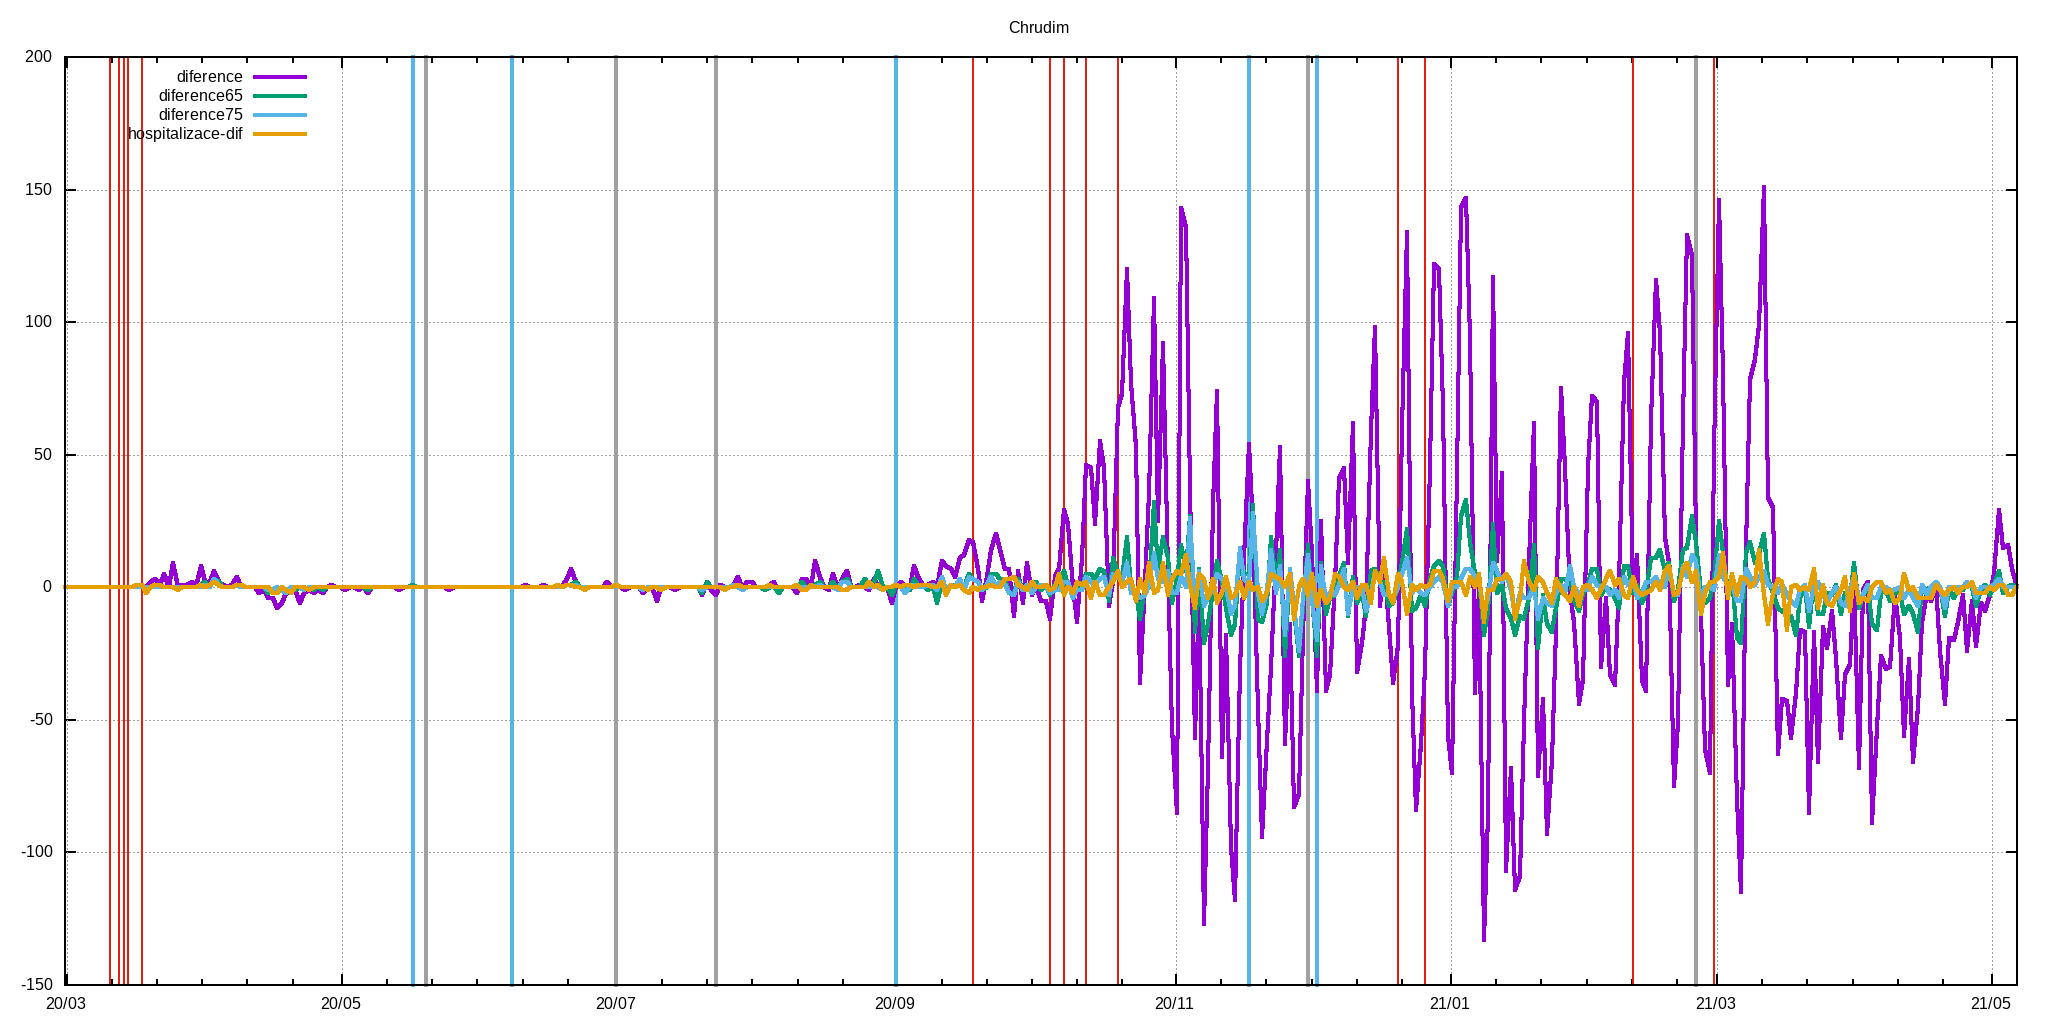 Chrudim
200
diference
diference65
diference75
hospitalizace-dif
150
100
50
0
-50
-100
-150
20/03 20/05 20/07 20/09 20/11 21/01 21/03 21/05